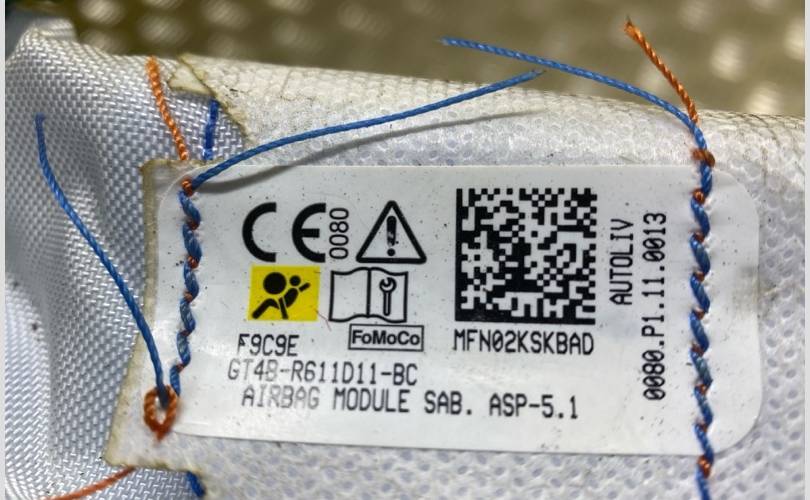 CE 0080
F9C9E
FoMoCo
MFN02KSKBAD
AUTOLIV
0080.P1.11.0013
GT4B-R611D11-BC
AIRBAG MODULE SAB. ASP-5.1